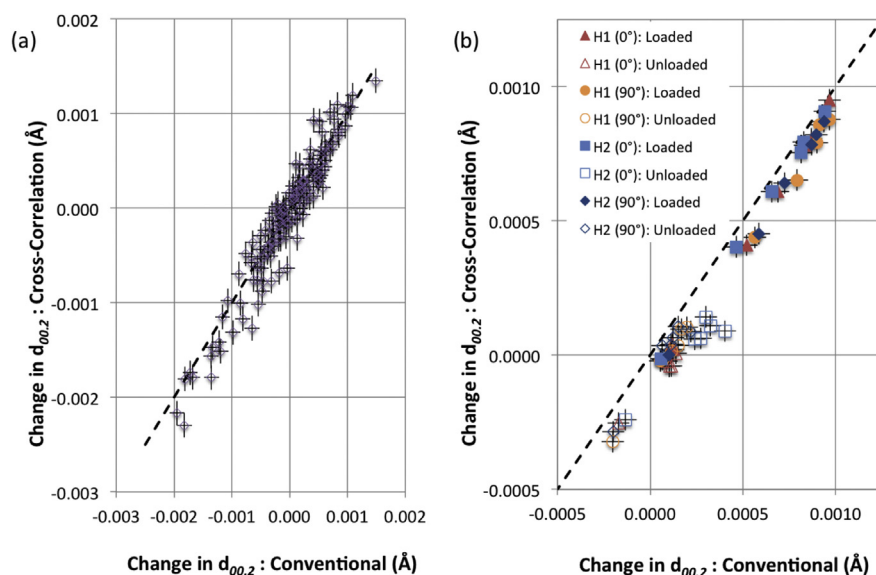 (a)
Change in d00.2 : Cross-Correlation (Å)
0.002
0.001
0.000
-0.001
-0.002
-0.003
-0.003 -0.002 -0.001 0.000 0.001 0.002
Change in d00.2 : Conventional (Å)
(b)
Change in d00.2 : Cross-Correlation (Å)
0.0010
0.0005
0.0000
-0.0005
-0.0005 0.0000 0.0005 0.0010
Change in d00.2 : Conventional (Å)
H1 (0°): Loaded
H1 (0°): Unloaded
H1 (90°): Loaded
H1 (90°): Unloaded
H2 (0°): Loaded
H2 (0°): Unloaded
H2 (90°): Loaded
H2 (90°): Unloaded